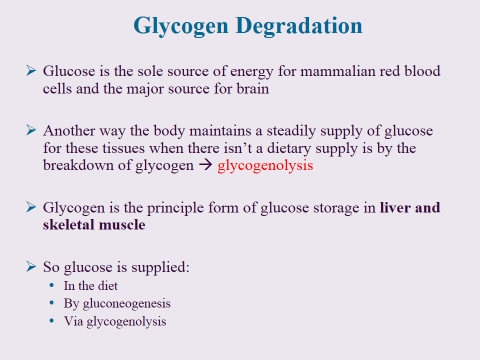 Glycogen Degradation
Glucose is the sole source of energy for mammalian red blood
cells and the major source for brain
Another way the body maintains a steadily supply of glucose
for these tissues when there isn’t a dietary supply is by the
breakdown of glycogen → glycogenolysis
Glycogen is the principle form of glucose storage in liver and
skeletal muscle
So glucose is supplied:
• In the diet
• By gluconeogenesis
• Via glycogenolysis